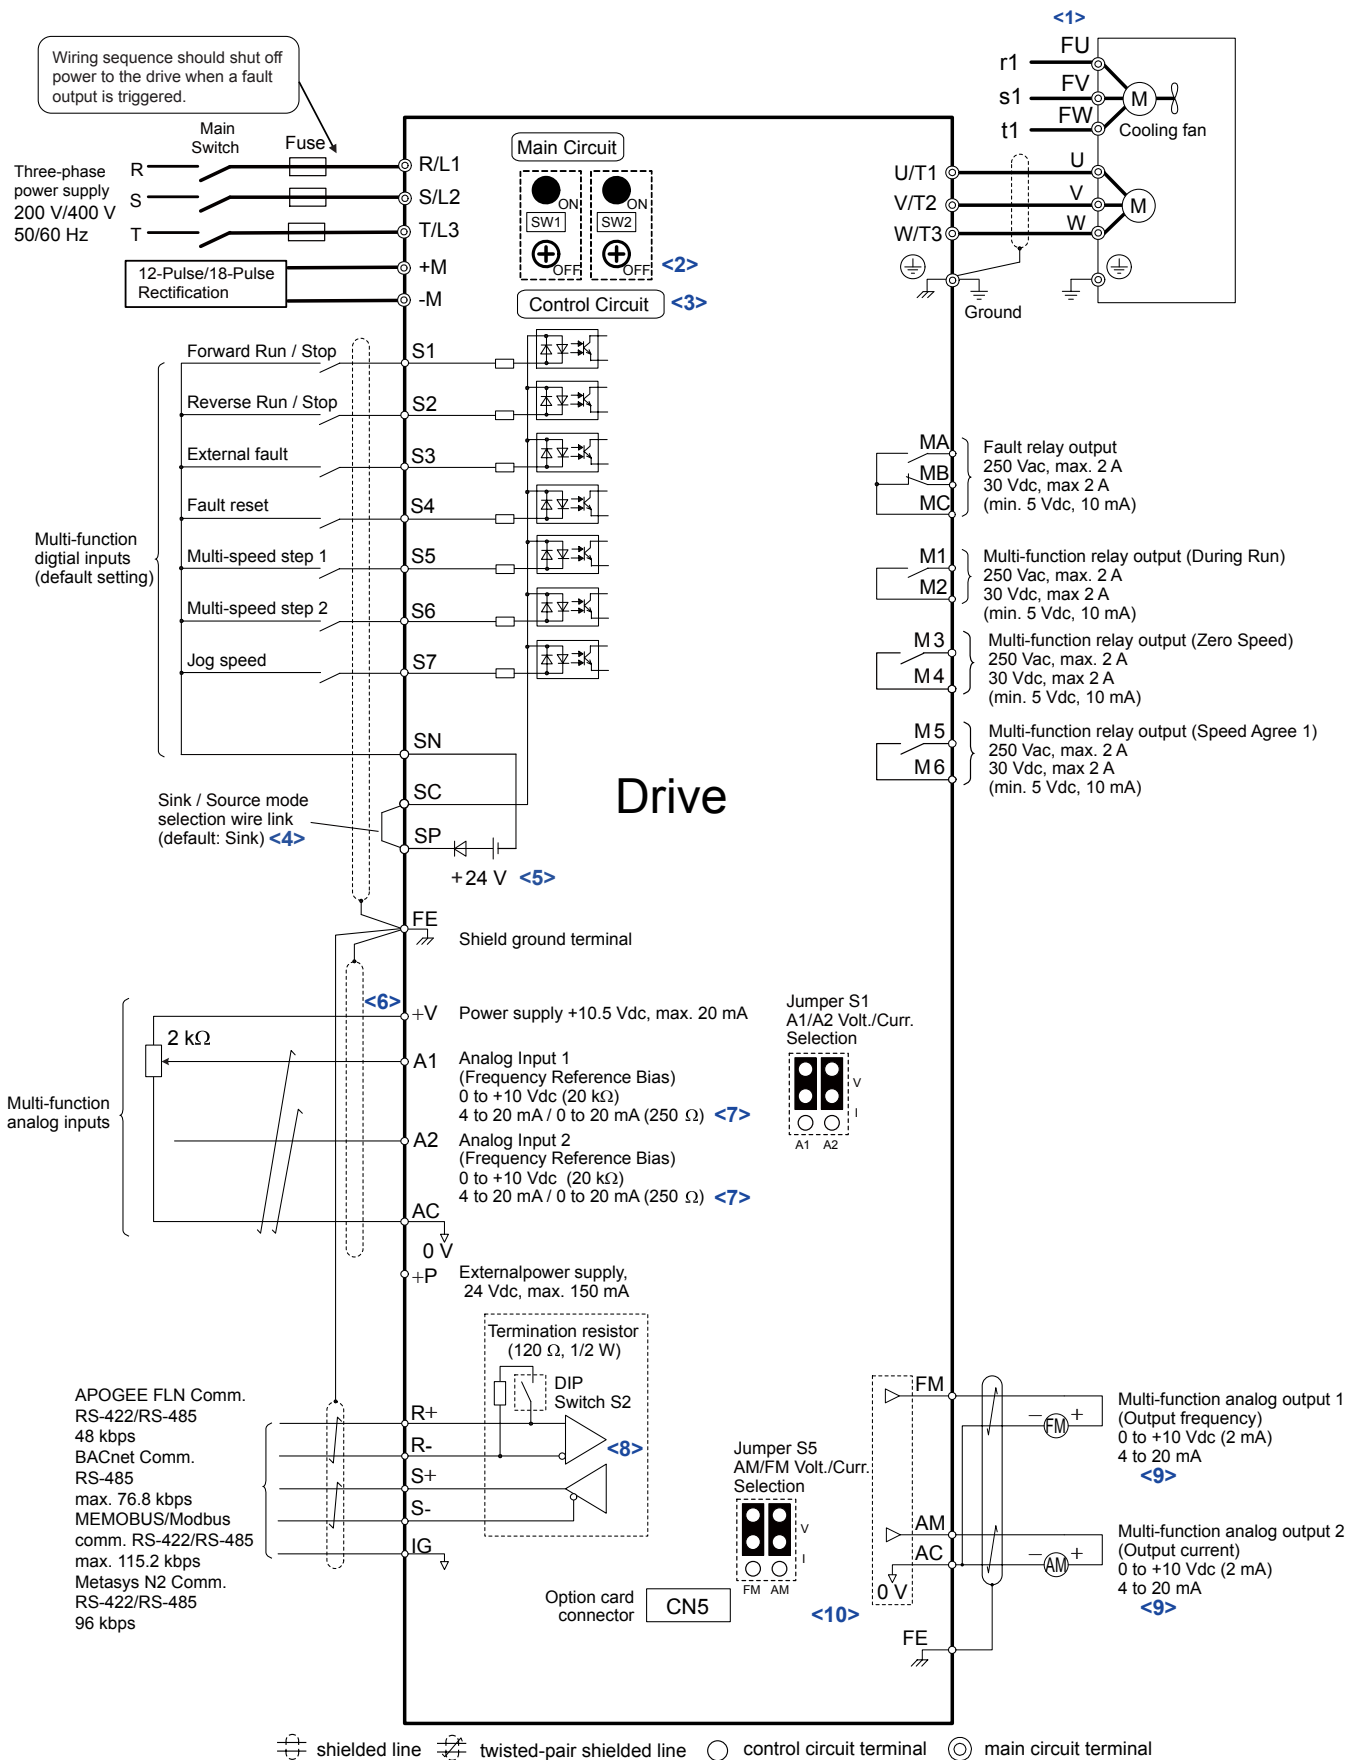 <1>
Wiring sequence should shut off
power to the drive when a fault
output is triggered.
r1
FU
s1
FV
t1
FW
M
Cooling fan
Main
Switch
Fuse
Three-phase
power supply
200 V/400 V
50/60 Hz
R
S
T
R/L1
S/L2
T/L3
12-Pulse/18-Pulse
Rectification
+M
-M
Main Circuit
ON
SW1
OFF
ON
SW2
OFF
<2>
Control Circuit
<3>
U/T1
V/T2
W/T3
U
V
W
M
Ground
Multi-function
digtial inputs
(default setting)
Forward Run / Stop
S1
Reverse Run / Stop
S2
External fault
S3
Fault reset
S4
Multi-speed step 1
S5
Multi-speed step 2
S6
Jog speed
S7
SN
SC
SP
Sink / Source mode
selection wire link
(default: Sink) <4>
+24 V <5>
Drive
MA
MB
MC
Fault relay output
250 Vac, max. 2 A
30 Vdc, max 2 A
(min. 5 Vdc, 10 mA)
M1
M2
Multi-function relay output (During Run)
250 Vac, max. 2 A
30 Vdc, max 2 A
(min. 5 Vdc, 10 mA)
M3
M4
Multi-function relay output (Zero Speed)
250 Vac, max. 2 A
30 Vdc, max 2 A
(min. 5 Vdc, 10 mA)
M5
M6
Multi-function relay output (Speed Agree 1)
250 Vac, max. 2 A
30 Vdc, max 2 A
(min. 5 Vdc, 10 mA)
FE
Shield ground terminal
<6>
Multi-function
analog inputs
2 kΩ
+V
Power supply +10.5 Vdc, max. 20 mA
A1
Analog Input 1
(Frequency Reference Bias)
0 to +10 Vdc (20 kΩ)
4 to 20 mA / 0 to 20 mA (250 Ω) <7>
A2
Analog Input 2
(Frequency Reference Bias)
0 to +10 Vdc (20 kΩ)
4 to 20 mA / 0 to 20 mA (250 Ω) <7>
AC
0 V
+P
Externalpower supply,
24 Vdc, max. 150 mA
Jumper S1
A1/A2 Volt./Curr.
Selection
V
I
A1 A2
Termination resistor
(120 Ω, 1/2 W)
DIP
Switch S2
<8>
APOGEE FLN Comm.
RS-422/RS-485
48 kbps
BACnet Comm.
RS-485
max. 76.8 kbps
MEMOBUS/Modbus
comm. RS-422/RS-485
max. 115.2 kbps
Metasys N2 Comm.
RS-422/RS-485
96 kbps
R+
R-
S+
S-
IG
Jumper S5
AM/FM Volt./Curr.
Selection
V
I
FM AM
Option card
connector
CN5
<10>
FM
AM
AC
0 V
FE
− FM +
Multi-function analog output 1
(Output frequency)
0 to +10 Vdc (2 mA)
4 to 20 mA
<9>
− AM +
Multi-function analog output 2
(Output current)
0 to +10 Vdc (2 mA)
4 to 20 mA
<9>
shielded line
twisted-pair shielded line
control circuit terminal
main circuit terminal